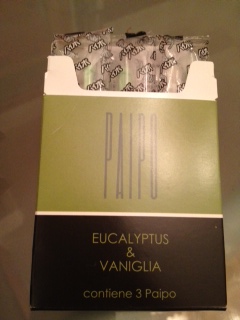 PAIPO
EUCALYPTUS
&
VANIGLIA
contiene 3 Paipo